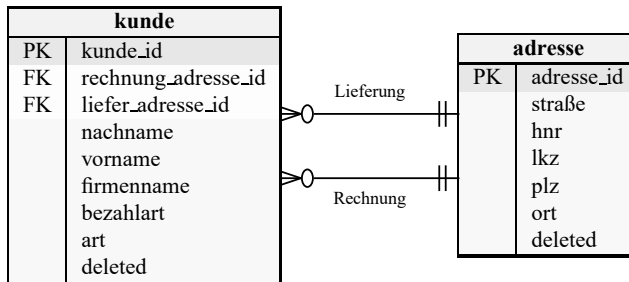 kunde
PK kunde_id
FK rechnung_adresse_id
FK liefer_adresse_id
nachname
vorname
firmenname
bezahlart
art
deleted
Lieferung
Rechnung
adresse
PK adresse_id
straße
hnr
lkz
plz
ort
deleted